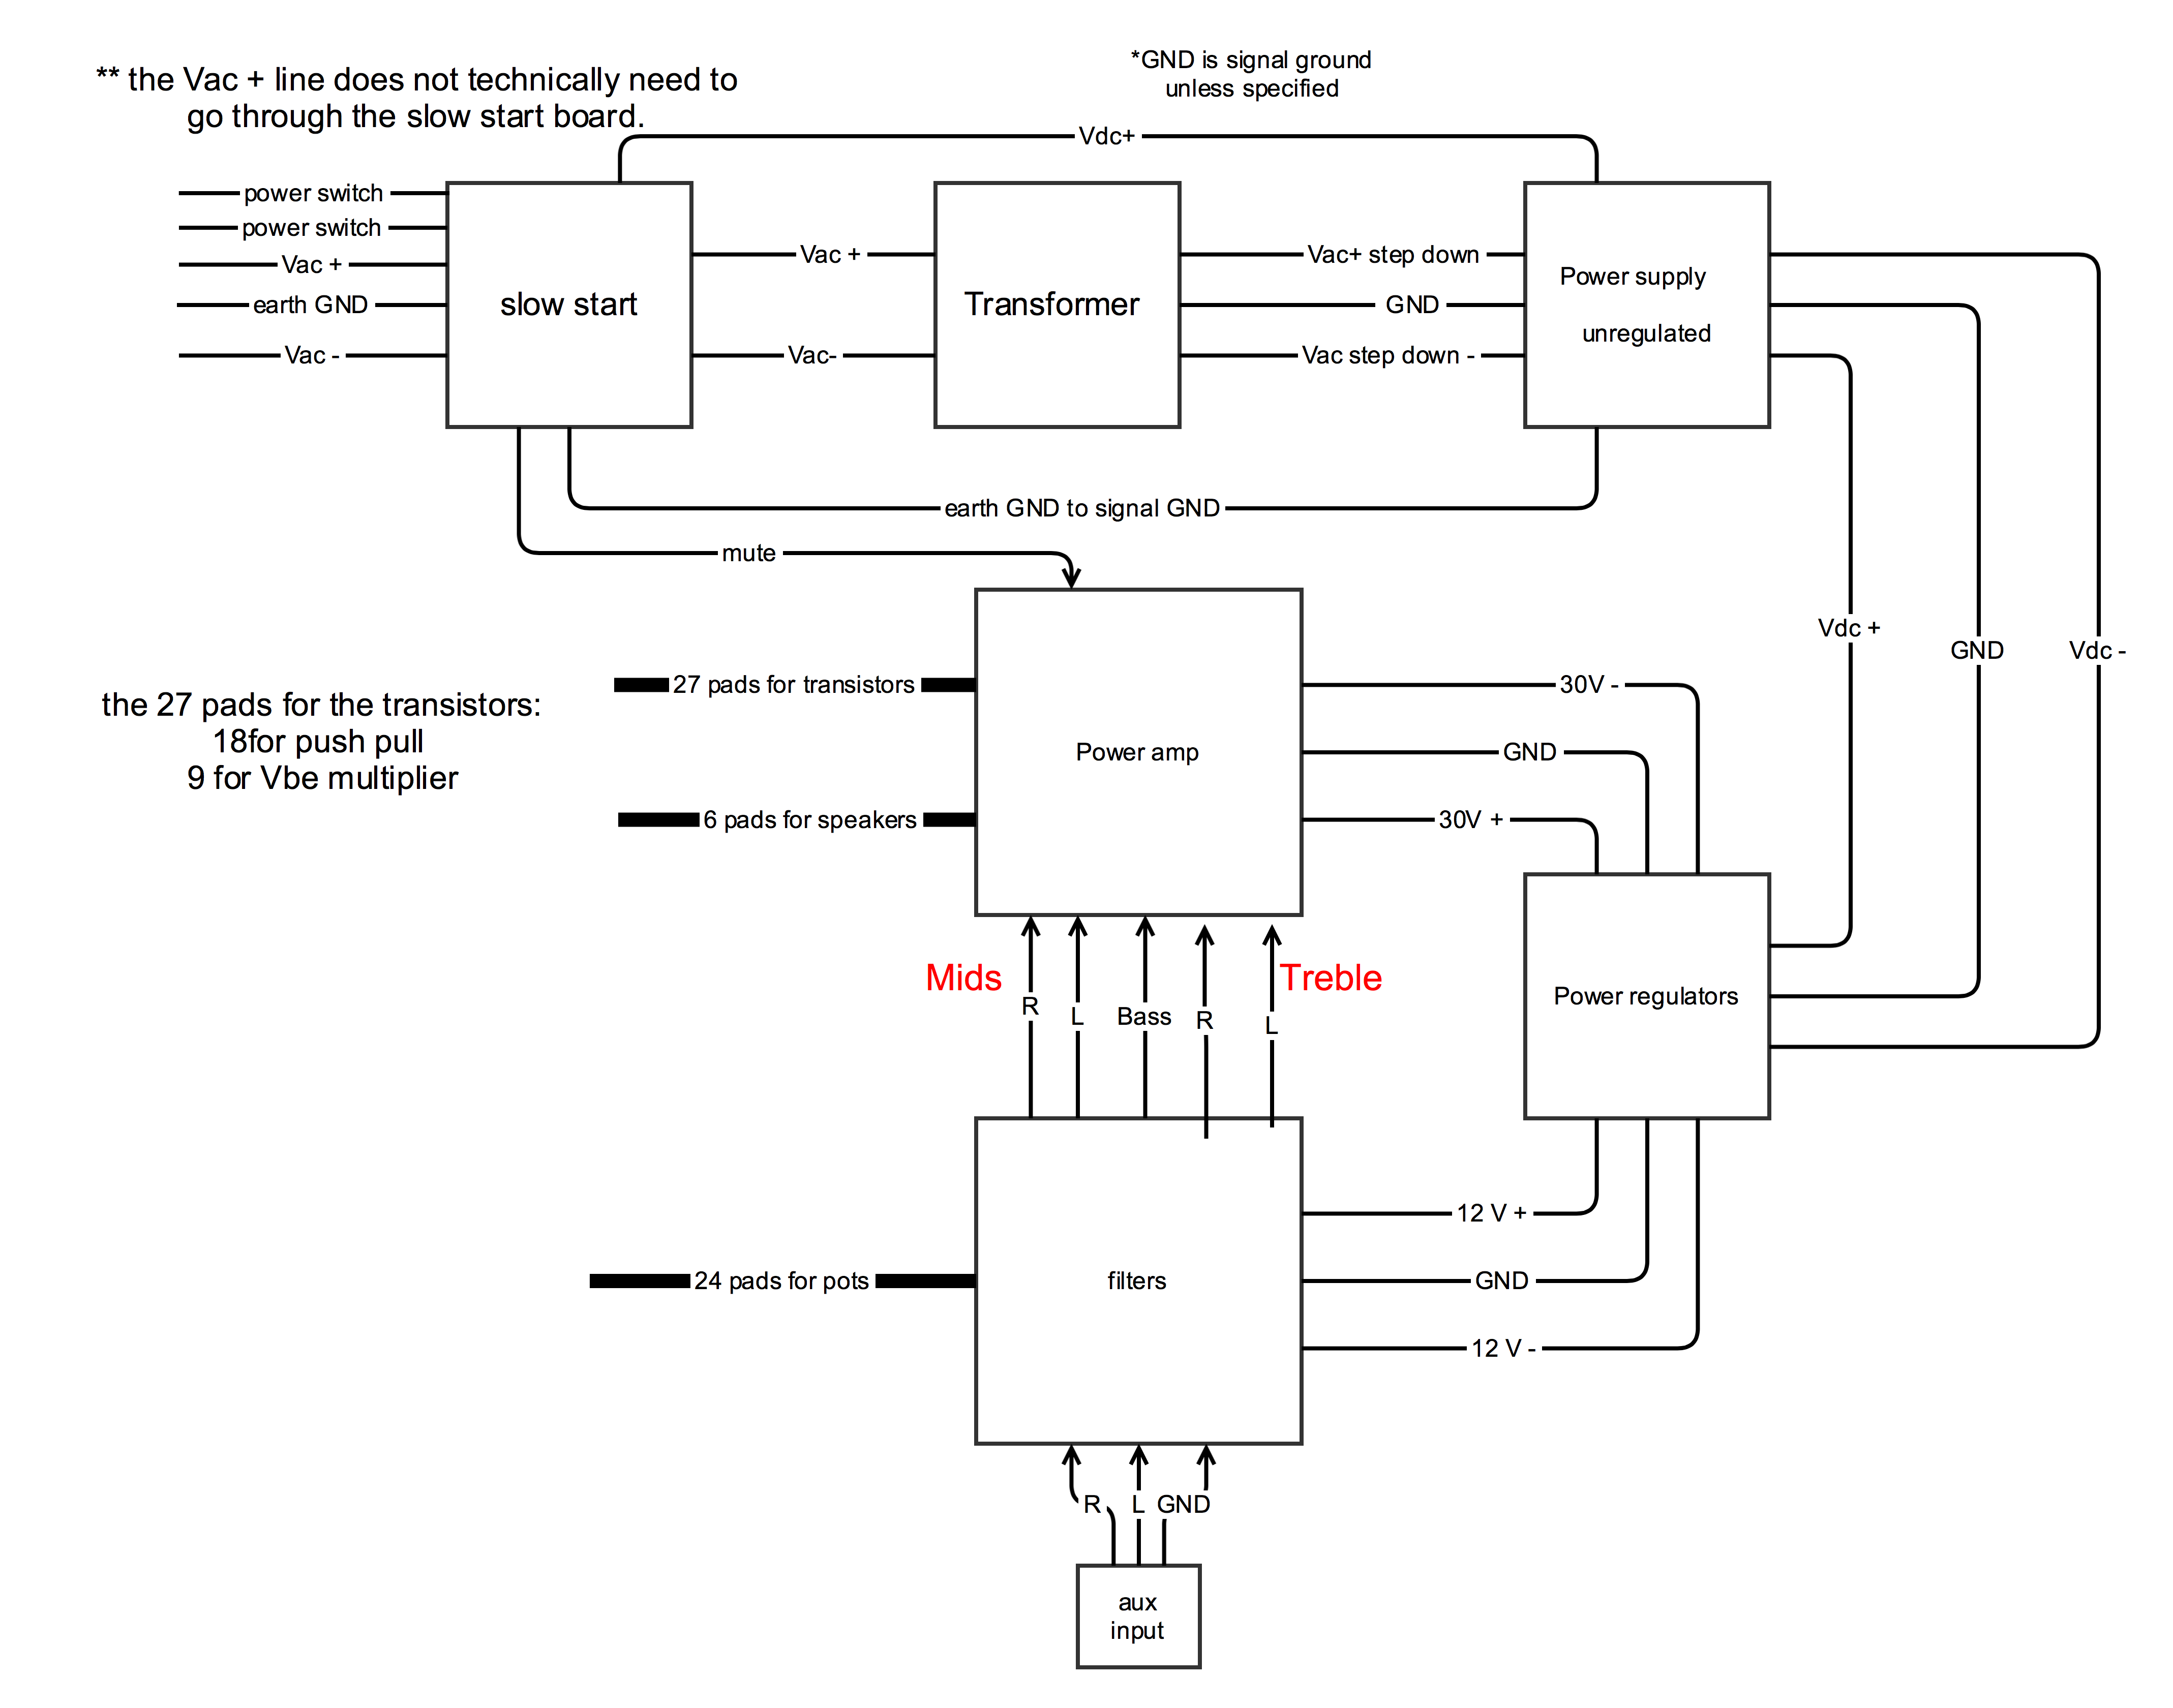 *GND is signal ground
unless specified
** the Vac + line does not technically need to
go through the slow start board.
Vdc+
power switch
power switch
Vac +
earth GND
Vac -
slow start
Vac +
Vac-
Transformer
Vac+ step down
GND
Vac step down -
Power supply
unregulated
earth GND to signal GND
mute
Vdc +
GND
Vdc -
27 pads for transistors
the 27 pads for the transistors:
18for push pull
9 for Vbe multiplier
6 pads for speakers
Power amp
30V -
GND
30V +
Mids
R
L
Bass
R
L
Treble
Power regulators
24 pads for pots
filters
12 V +
GND
12 V -
R
L
GND
aux
input